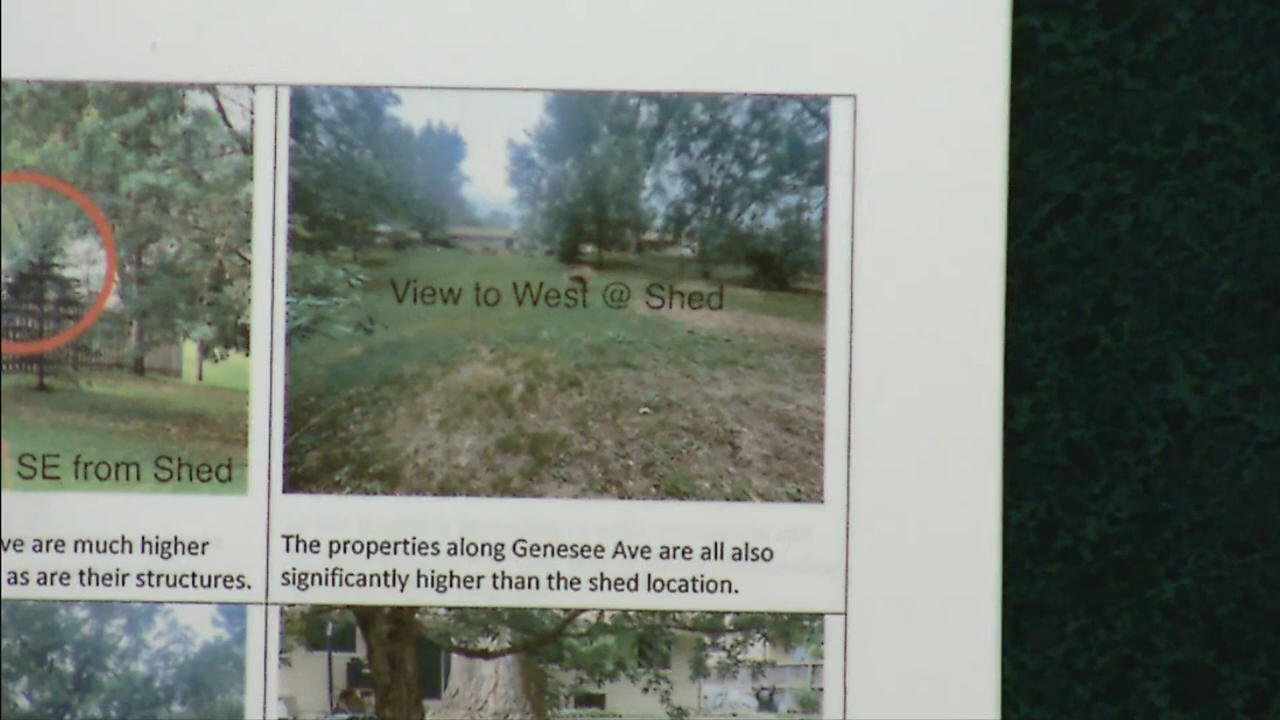 View to West @ Shed
SE from Shed
ve are much higher
as are their structures.
The properties along Genesee Ave are all also
significantly higher than the shed location.